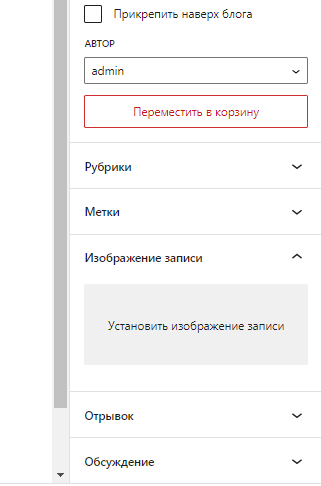 Прикрепить наверх блога
АВТОР
admin
Переместить в корзину
Рубрики
Метки
Изображение записи
Установить изображение записи
Отрывок
Обсуждение